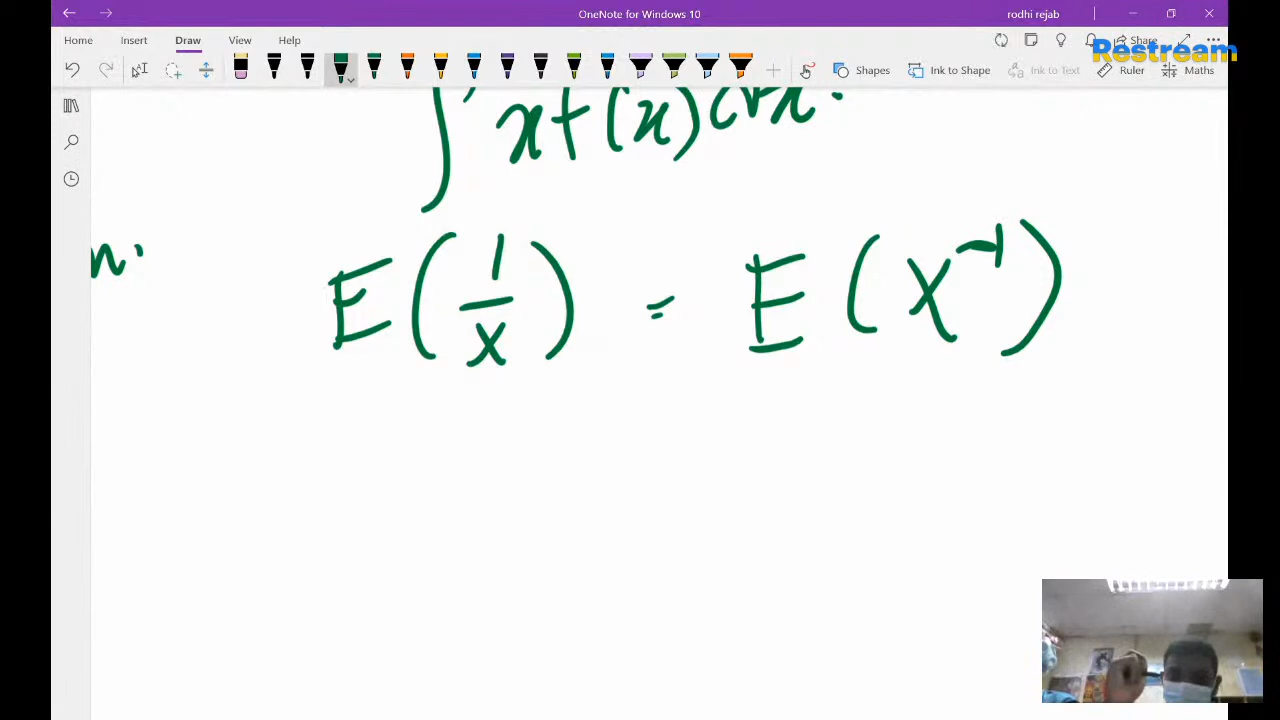 OneNote for Windows 10
rodhi rejab
Home Insert Draw View Help
Share
Restream
Shapes Ink to Shape Ink to Text Ruler Maths
∫ x f(x) dx.
n.
E(1/x) = E(X⁻¹)